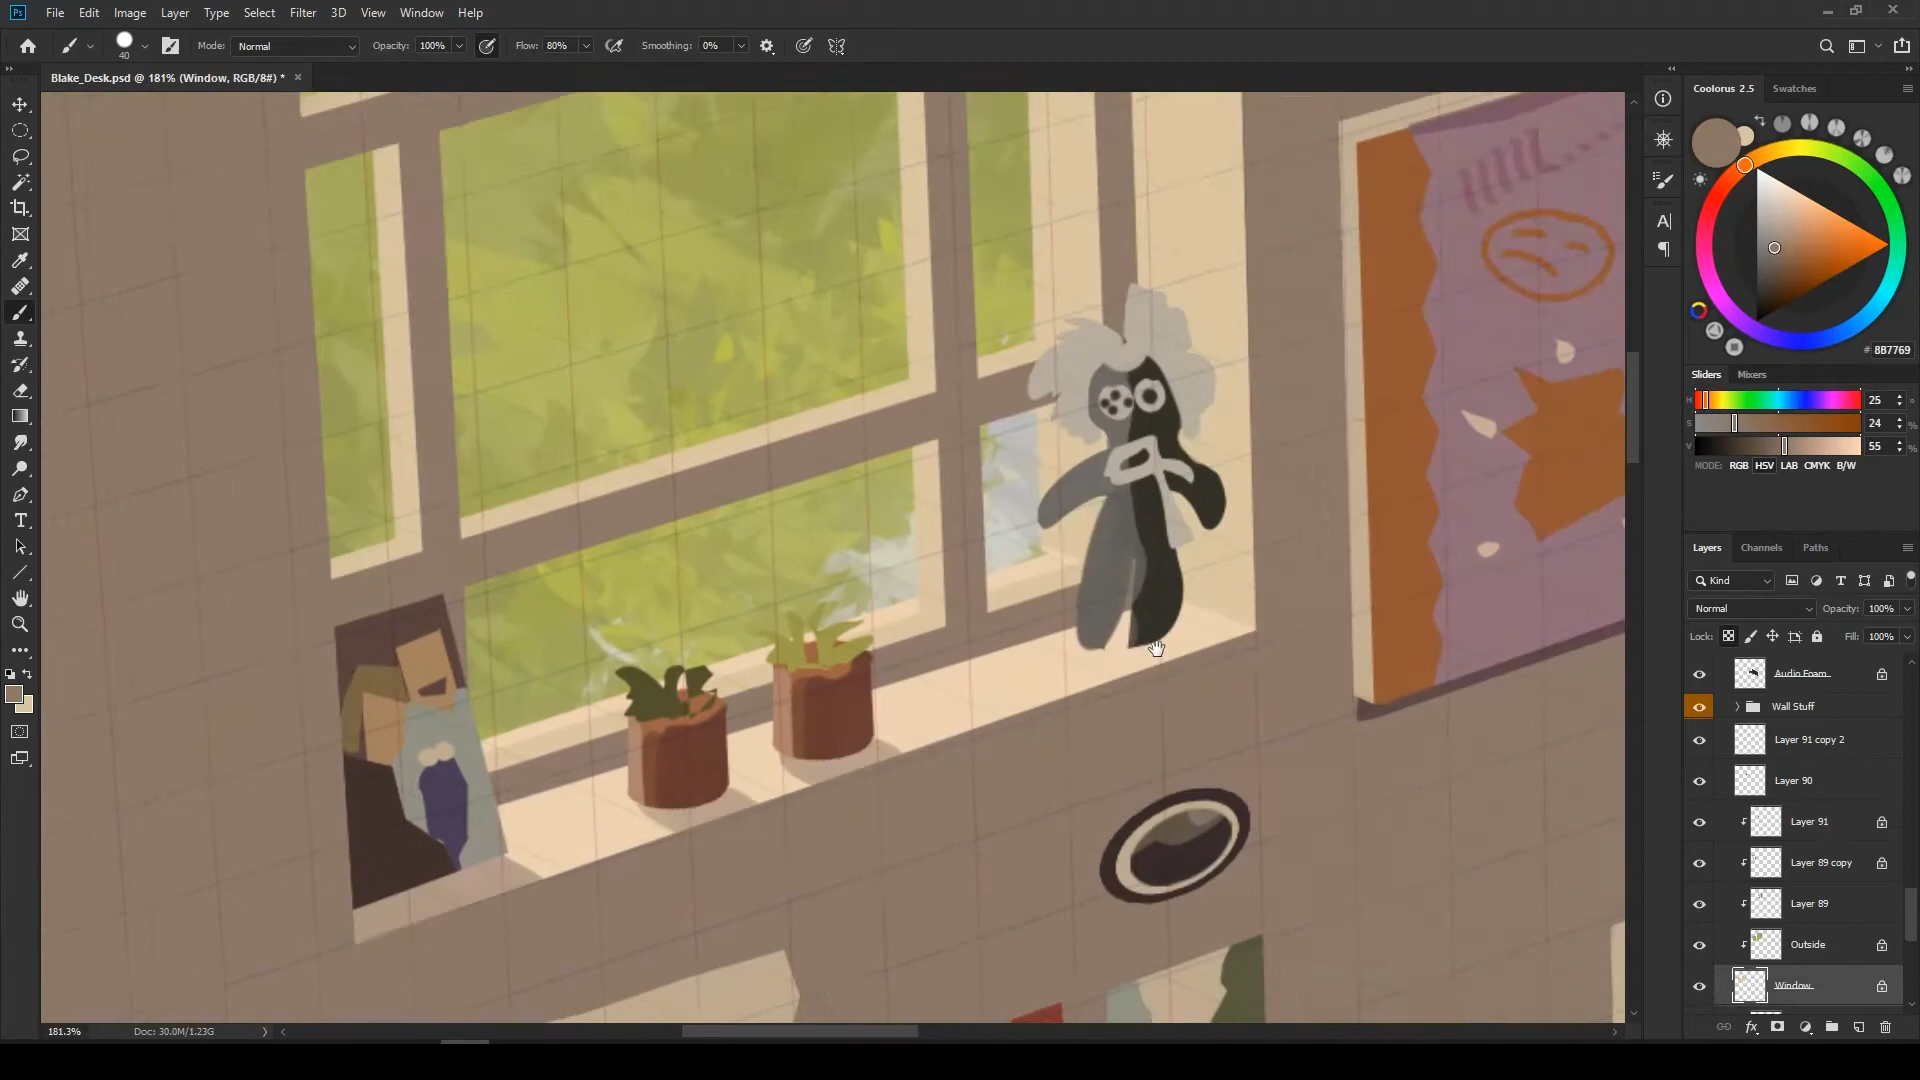 Ps File Edit Image Layer Type Select Filter 3D View Window Help
40 Mode: Normal Opacity: 100% Flow: 80% Smoothing: 0%
Blake_Desk.psd @ 181% (Window, RGB/8#) * ×
Coolorus 2.5 Swatches
# 8B7769
Sliders Mixers
H 25 °
S 24 %
V 55 %
MODE: RGB HSV LAB CMYK B/W
Layers Channels Paths
Kind
Normal Opacity: 100%
Lock: Fill: 100%
Audio Foam
Wall Stuff
Layer 91 copy 2
Layer 90
Layer 91
Layer 89 copy
Layer 89
Outside
Window
181.3% Doc: 30.0M/1.23G